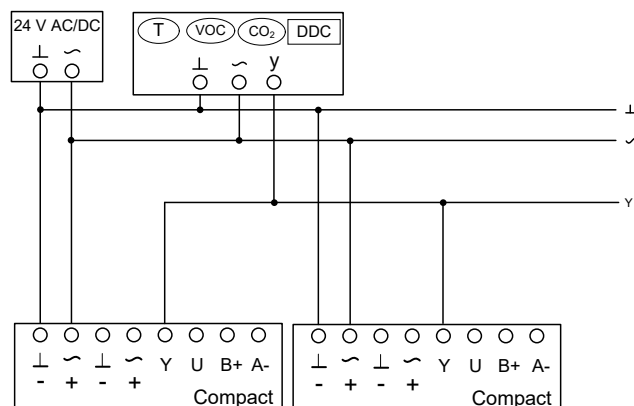 24 V AC/DC
T VOC CO₂ DDC
⊥ ~
⊥ ~ y
⊥
~
Y
⊥ ~ ⊥ ~ Y U B+ A-
- + - +
Compact
⊥ ~ ⊥ ~ Y U B+ A-
- + - +
Compact